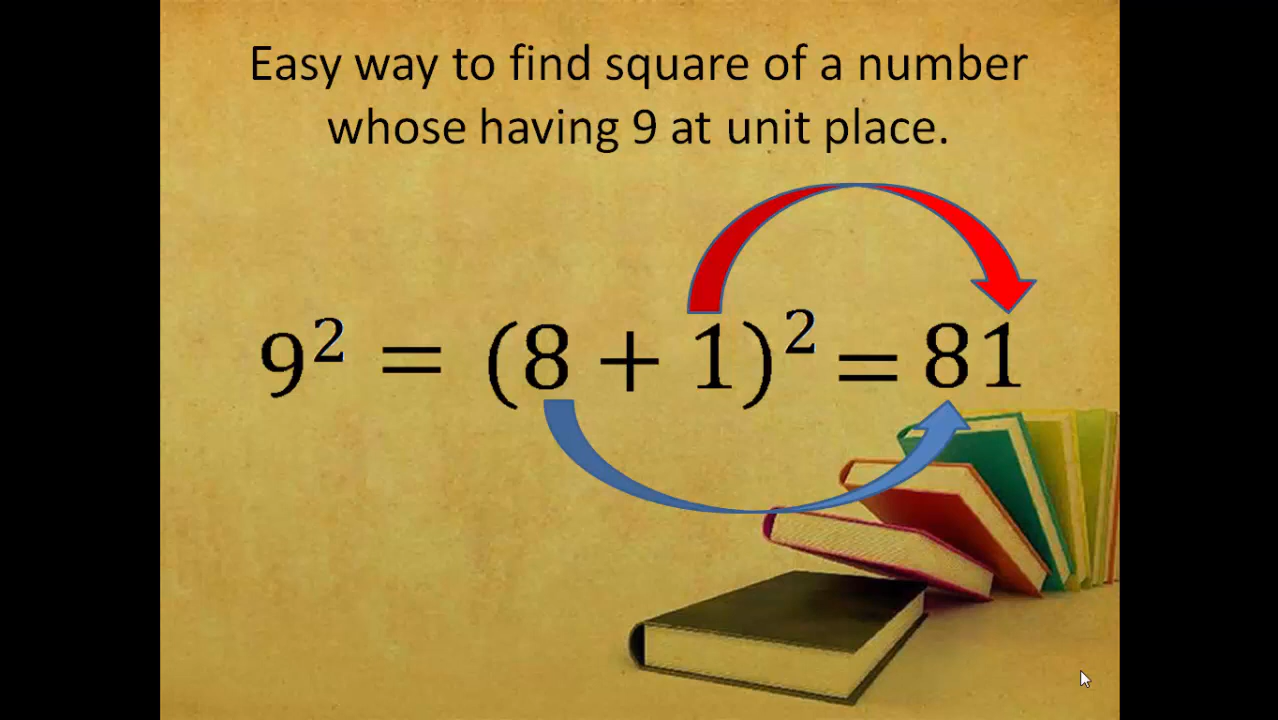 Easy way to find square of a number
whose having 9 at unit place.
9² = (8 + 1)² = 81